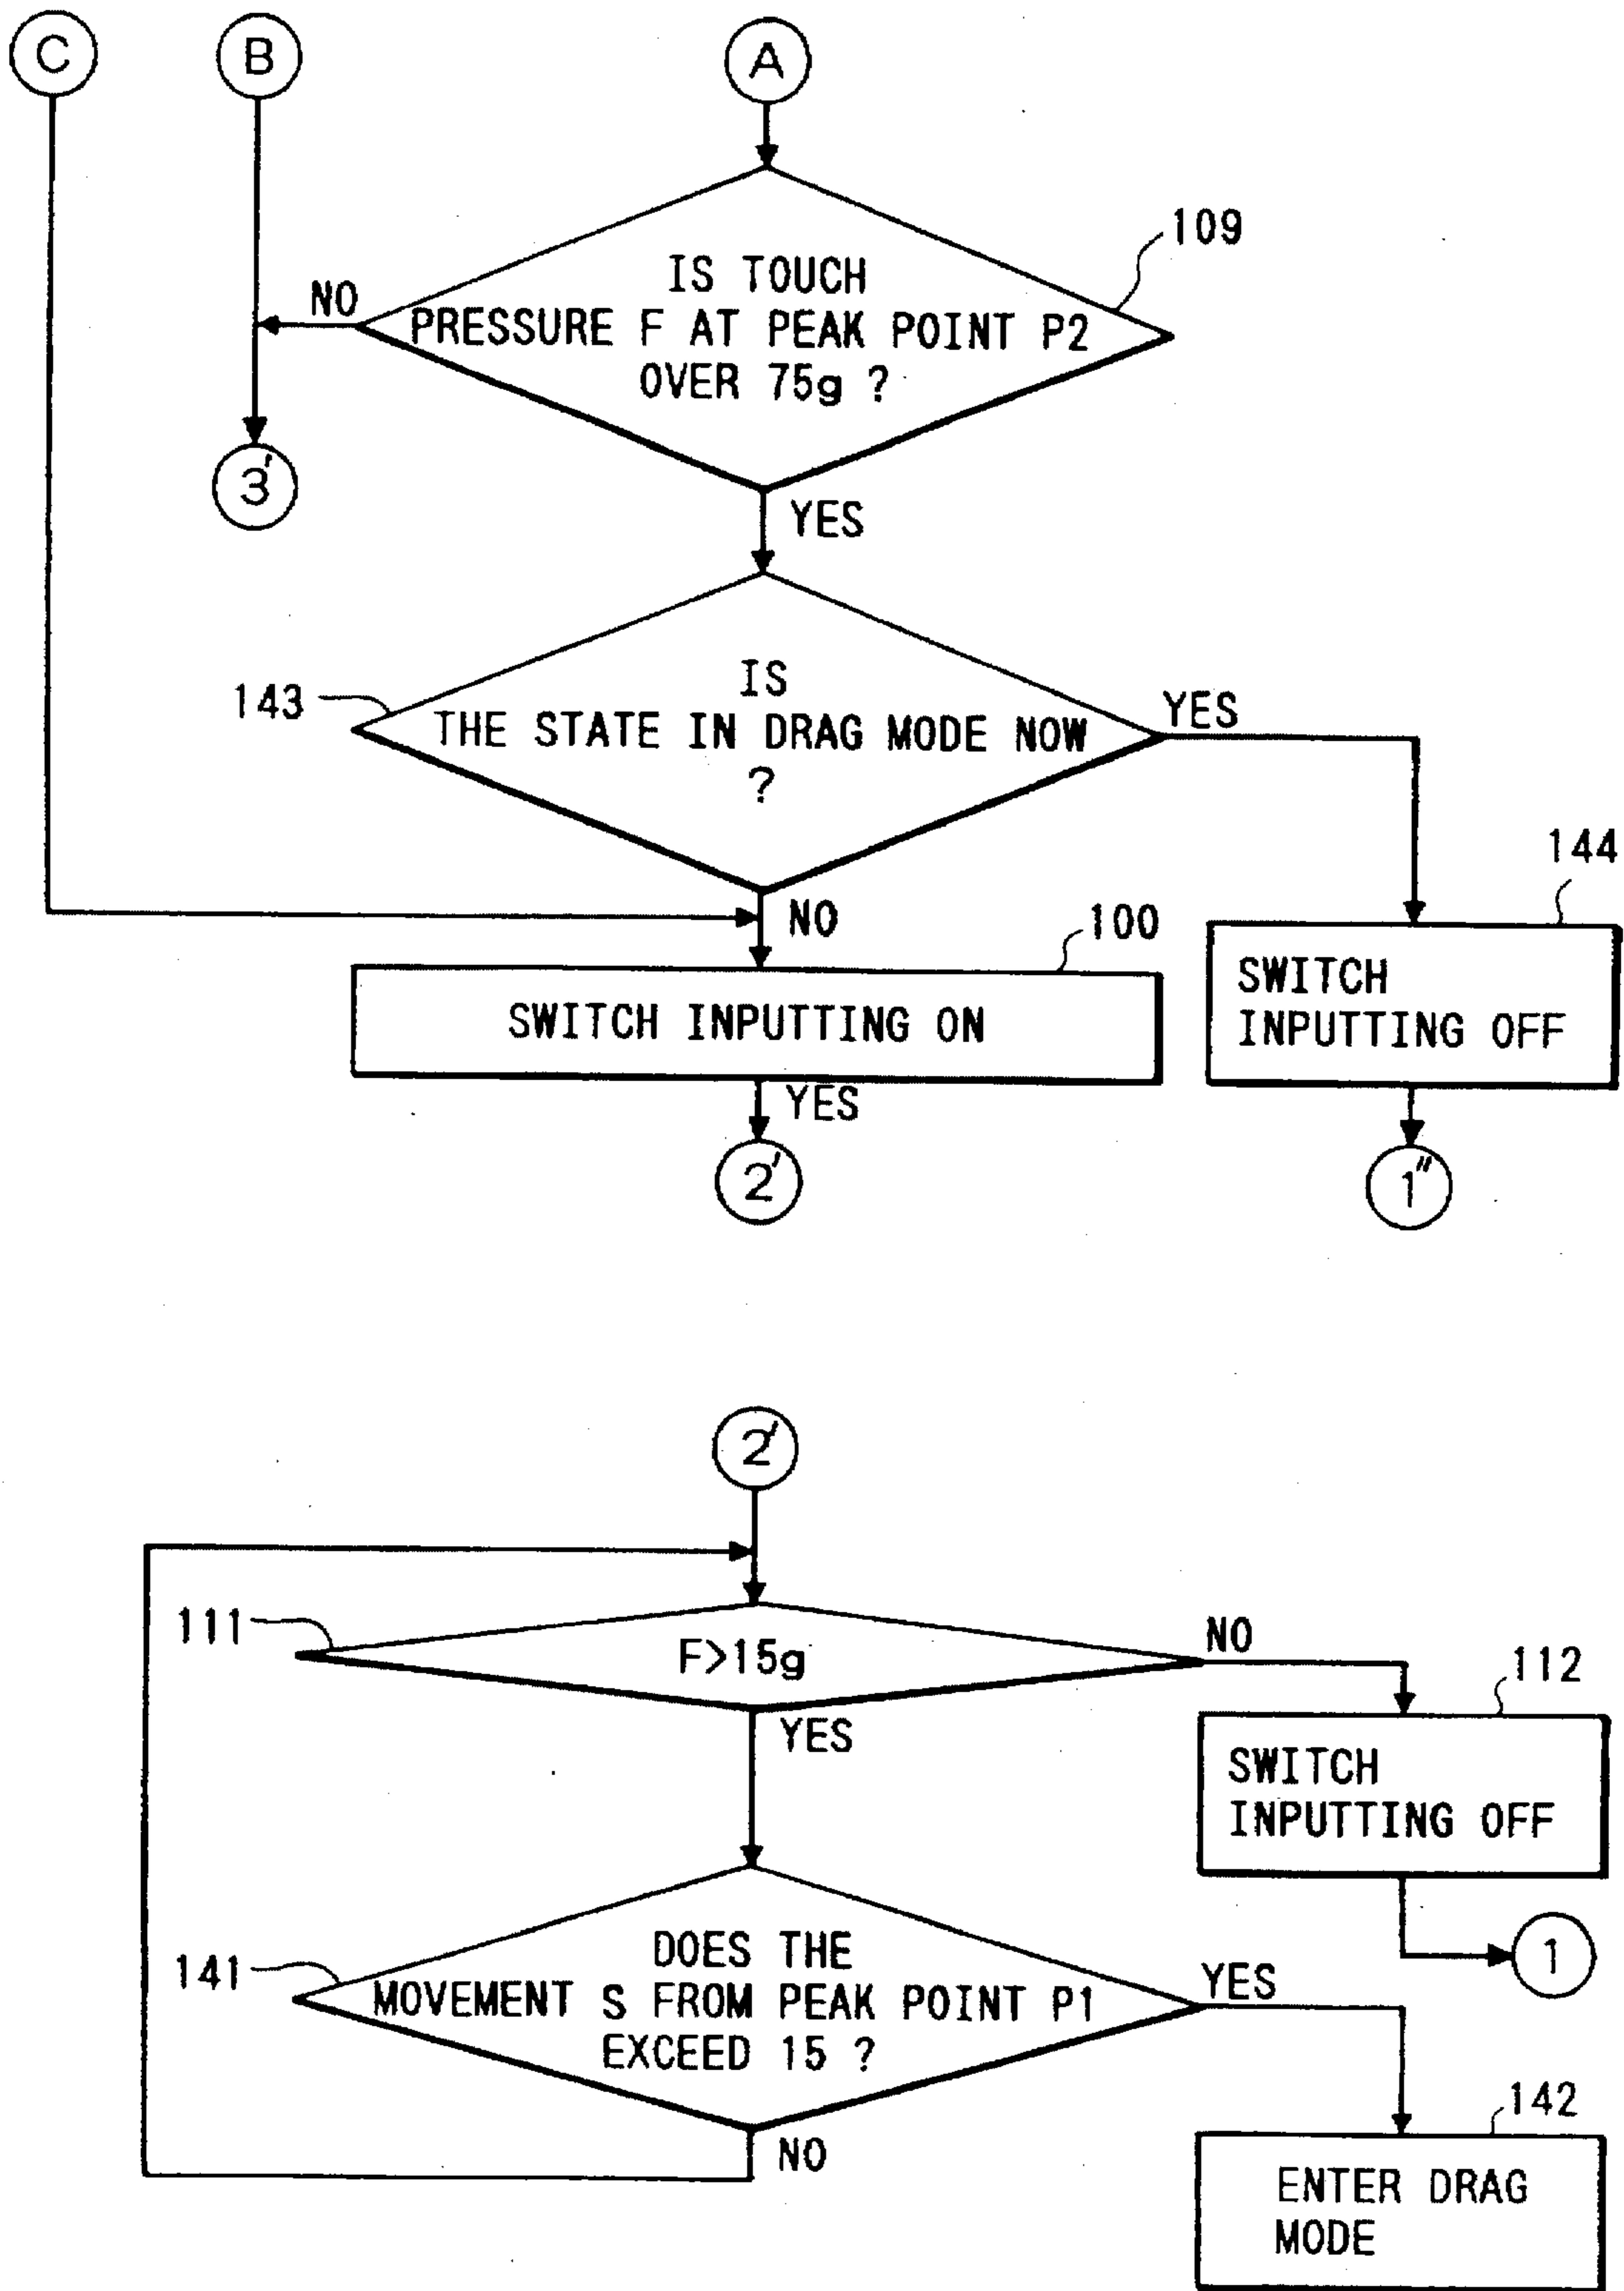 C
B
A
109
IS TOUCH
NO
PRESSURE F AT PEAK POINT P2
OVER 75g ?
3'
YES
IS
143
YES
THE STATE IN DRAG MODE NOW
?
144
NO
100
SWITCH
INPUTTING OFF
SWITCH INPUTTING ON
YES
2'
1"
2'
111
NO
F>15g
112
YES
SWITCH
INPUTTING OFF
DOES THE
1
141
YES
MOVEMENT S FROM PEAK POINT P1
EXCEED 15 ?
142
NO
ENTER DRAG
MODE